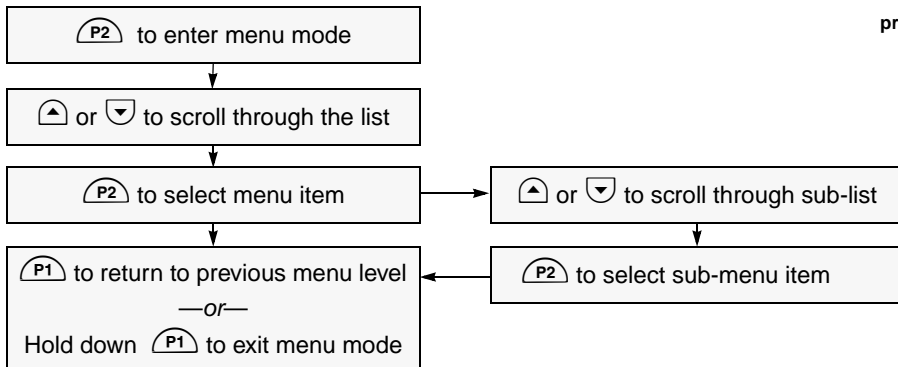 P2 to enter menu mode
pr
or to scroll through the list
P2 to select menu item
or to scroll through sub-list
P1 to return to previous menu level
—or—
Hold down P1 to exit menu mode
P2 to select sub-menu item